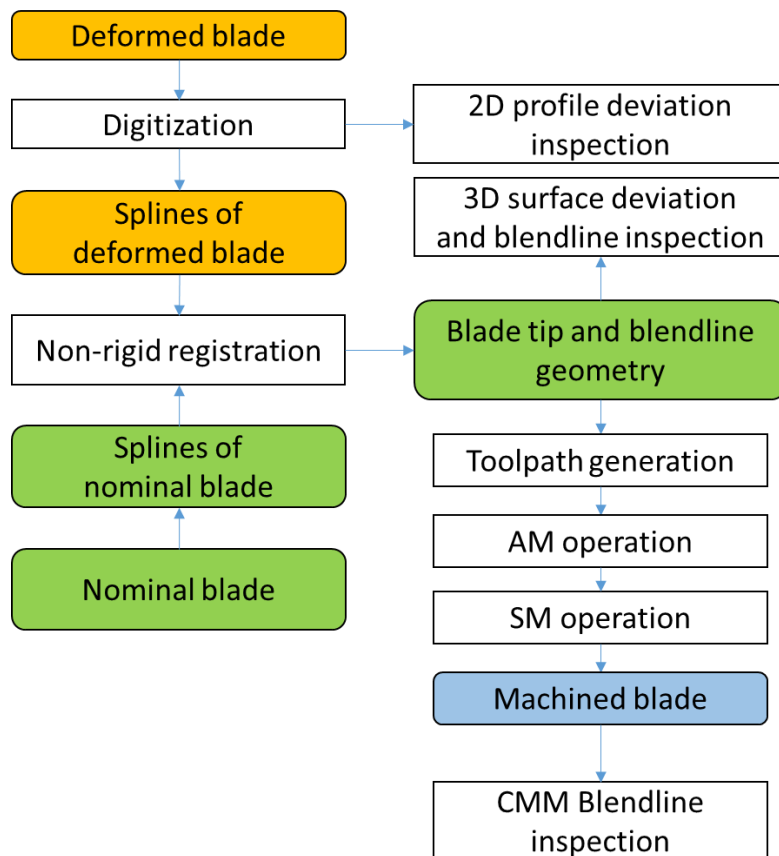 Deformed blade
Digitization
2D profile deviation
inspection
Splines of
deformed blade
3D surface deviation
and blendline inspection
Non-rigid registration
Blade tip and blendline
geometry
Splines of
nominal blade
Toolpath generation
AM operation
Nominal blade
SM operation
Machined blade
CMM Blendline
inspection